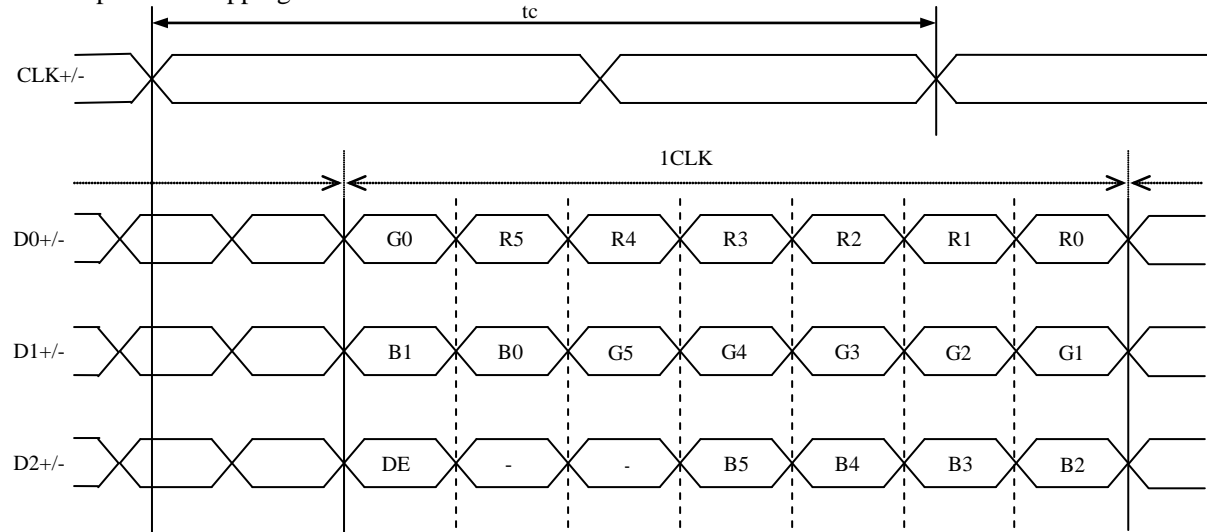 tc
CLK+/-
1CLK
D0+/- G0 R5 R4 R3 R2 R1 R0
D1+/- B1 B0 G5 G4 G3 G2 G1
D2+/- DE - - B5 B4 B3 B2